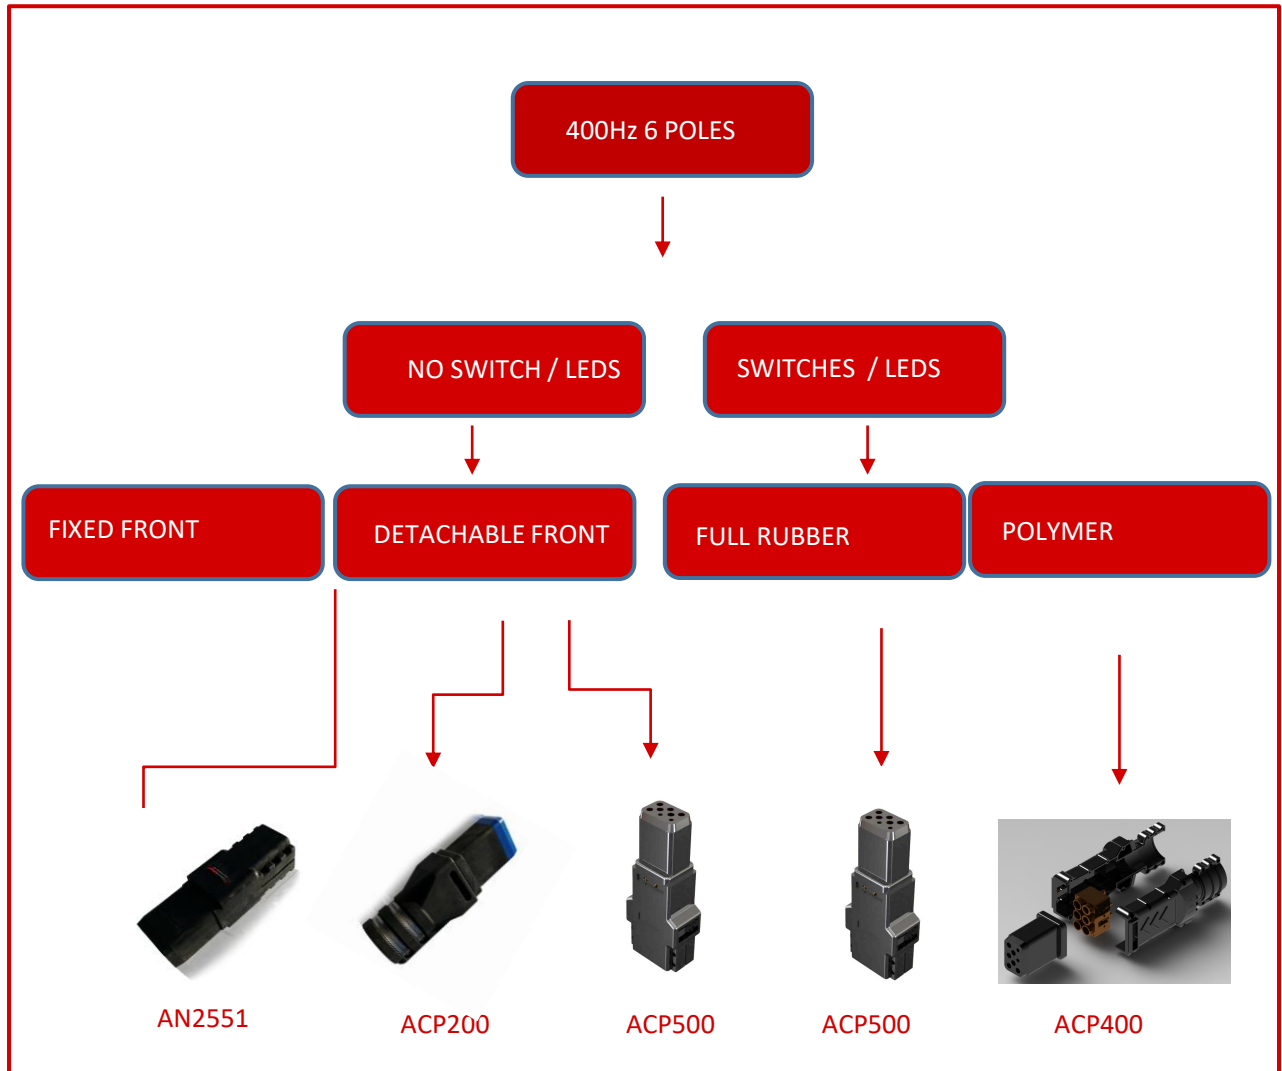 400Hz 6 POLES
NO SWITCH / LEDS
SWITCHES / LEDS
FIXED FRONT
DETACHABLE FRONT
FULL RUBBER
POLYMER
AN2551
ACP200
ACP500
ACP500
ACP400